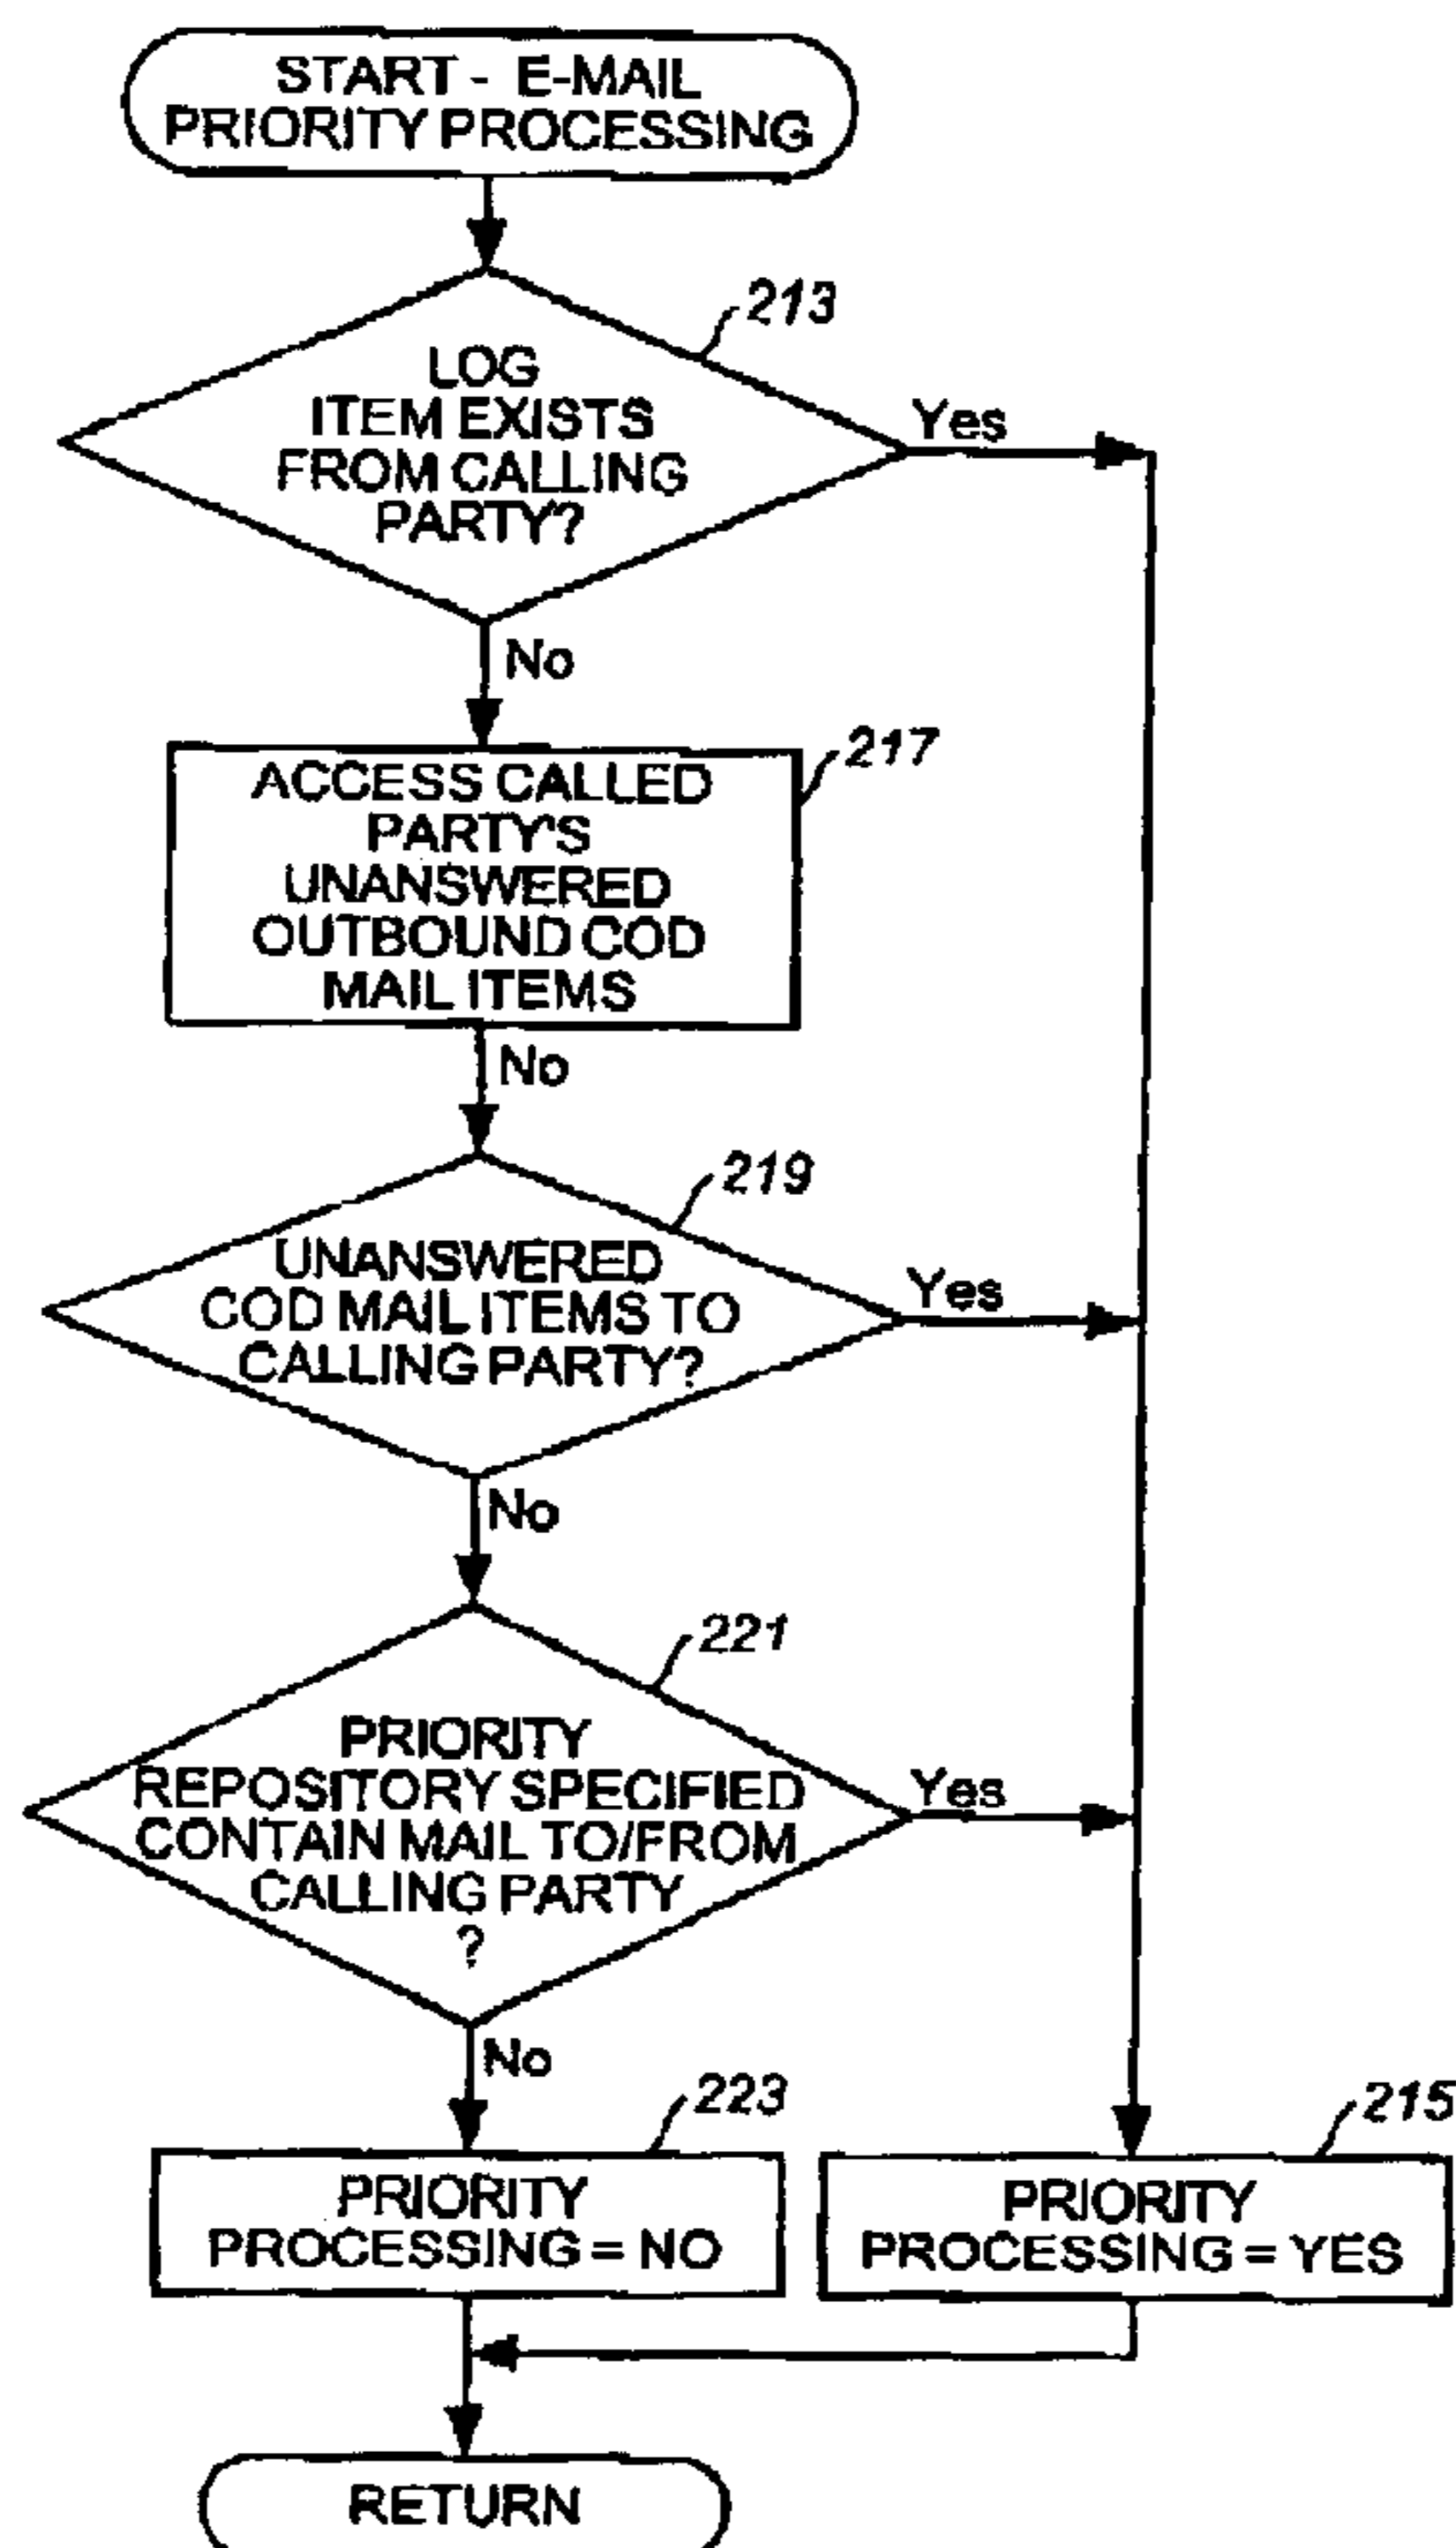 START - E-MAIL
PRIORITY PROCESSING
213
LOG
ITEM EXISTS
FROM CALLING
PARTY?
Yes
No
217
ACCESS CALLED
PARTY'S
UNANSWERED
OUTBOUND COD
MAIL ITEMS
No
219
UNANSWERED
COD MAIL ITEMS TO
CALLING PARTY?
Yes
No
221
PRIORITY
REPOSITORY SPECIFIED
CONTAIN MAIL TO/FROM
CALLING PARTY
?
Yes
No
223
PRIORITY
PROCESSING = NO
215
PRIORITY
PROCESSING = YES
RETURN